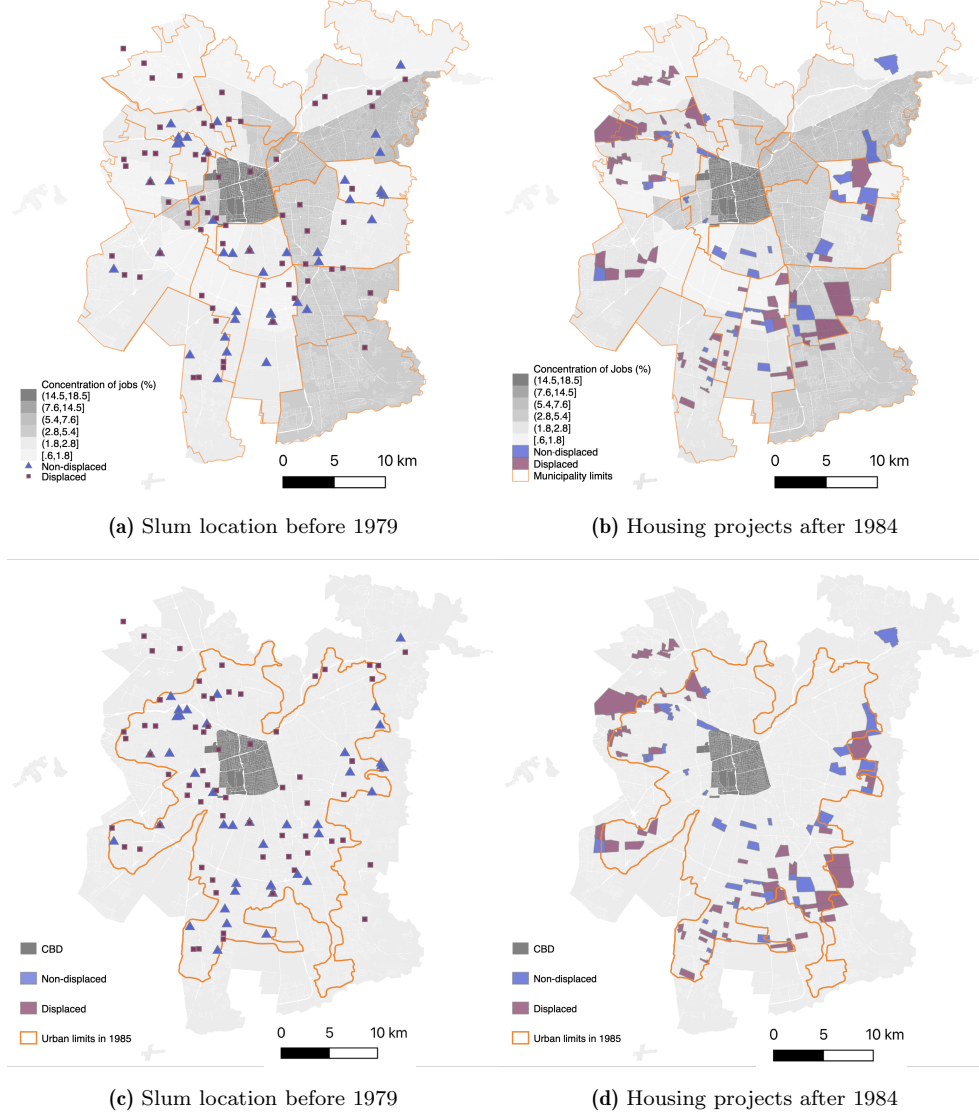 Concentration of jobs (%)
(14.5,18.5]
(7.6,14.5]
(5.4,7.6]
(2.8,5.4]
(1.8,2.8]
[.6,1.8]
Non-displaced
Displaced
0 5 10 km
(a) Slum location before 1979
Concentration of Jobs (%)
(14.5,18.5]
(7.6,14.5]
(5.4,7.6]
(2.8,5.4]
(1.8,2.8]
[.6,1.8]
Non-displaced
Displaced
Municipality limits
0 5 10 km
(b) Housing projects after 1984
CBD
Non-displaced
Displaced
Urban limits in 1985
0 5 10 km
(c) Slum location before 1979
CBD
Non-displaced
Displaced
Urban limits in 1985
0 5 10 km
(d) Housing projects after 1984